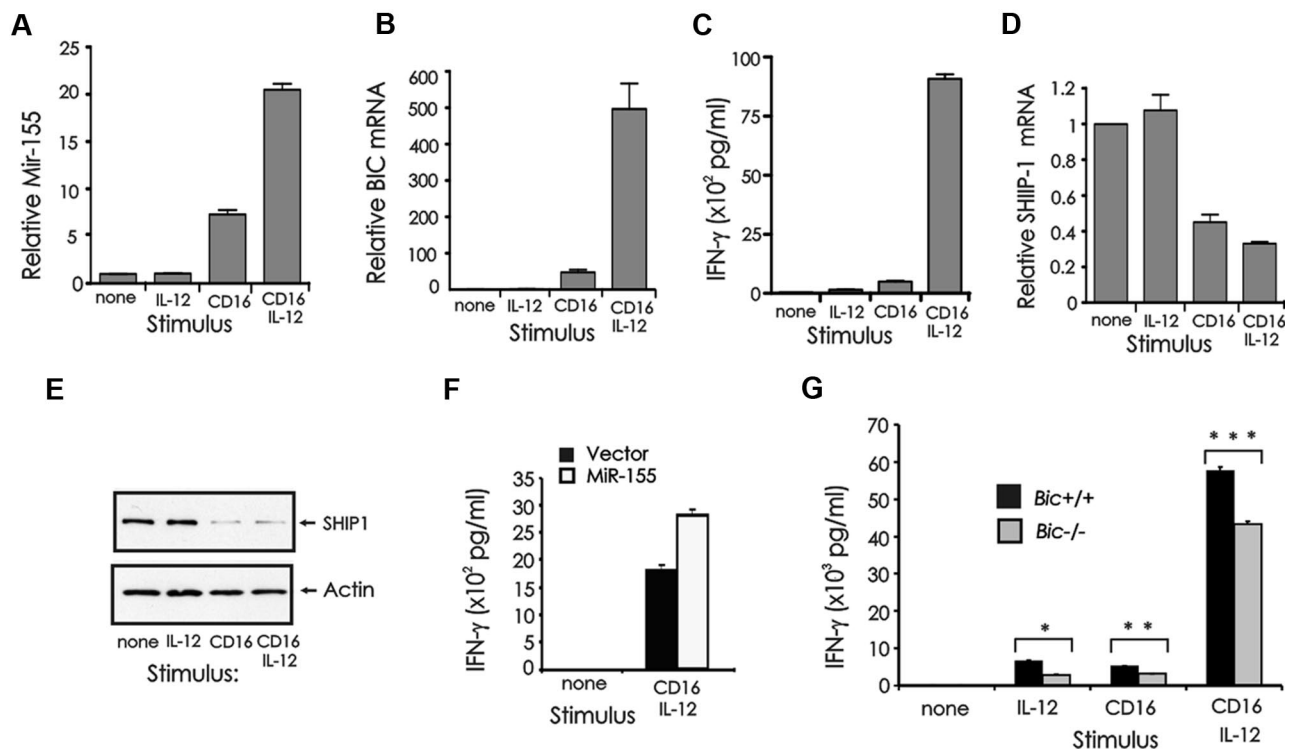 A
Relative Mir-155
25
20
15
10
5
0
none IL-12 CD16 CD16
IL-12
Stimulus
B
Relative BIC mRNA
600
500
400
300
200
100
0
none IL-12 CD16 CD16
IL-12
Stimulus
C
IFN-γ (x10² pg/ml)
100
75
50
25
0
none IL-12 CD16 CD16
IL-12
Stimulus
D
Relative SHIIP-1 mRNA
1.2
1
0.8
0.6
0.4
0.2
0
none IL-12 CD16 CD16
IL-12
Stimulus
E
SHIP1
Actin
none IL-12 CD16 CD16
IL-12
Stimulus:
F
Vector
MiR-155
IFN-γ (x10² pg/ml)
35
30
25
20
15
10
5
0
none CD16
IL-12
Stimulus
G
Bic+/+
Bic-/-
IFN-γ (x10³ pg/ml)
70
60
50
40
30
20
10
0
*
* *
* * *
none IL-12 CD16 CD16
IL-12
Stimulus